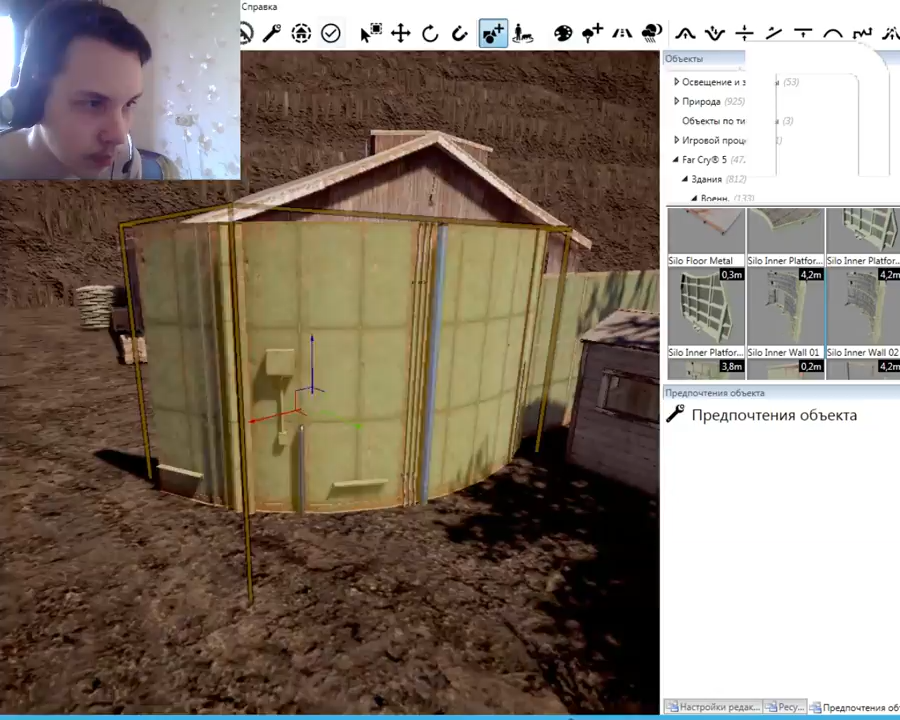 Справка
Объекты
Освещение и з (53)
Природа (925)
Объекты по ти (3)
Игровой проц
Far Cry® 5 (47
Здания (812)
Военн. (133)
Silo Floor Metal
Silo Inner Platfor...
Silo Inner Platfor...
0,3m
4,2m
4,2m
Silo Inner Platfor...
Silo Inner Wall 01
Silo Inner Wall 02
3,8m
0,2m
4,2m
Предпочтения объекта
Предпочтения объекта
Настройки редак...
Ресу...
Предпочтения об